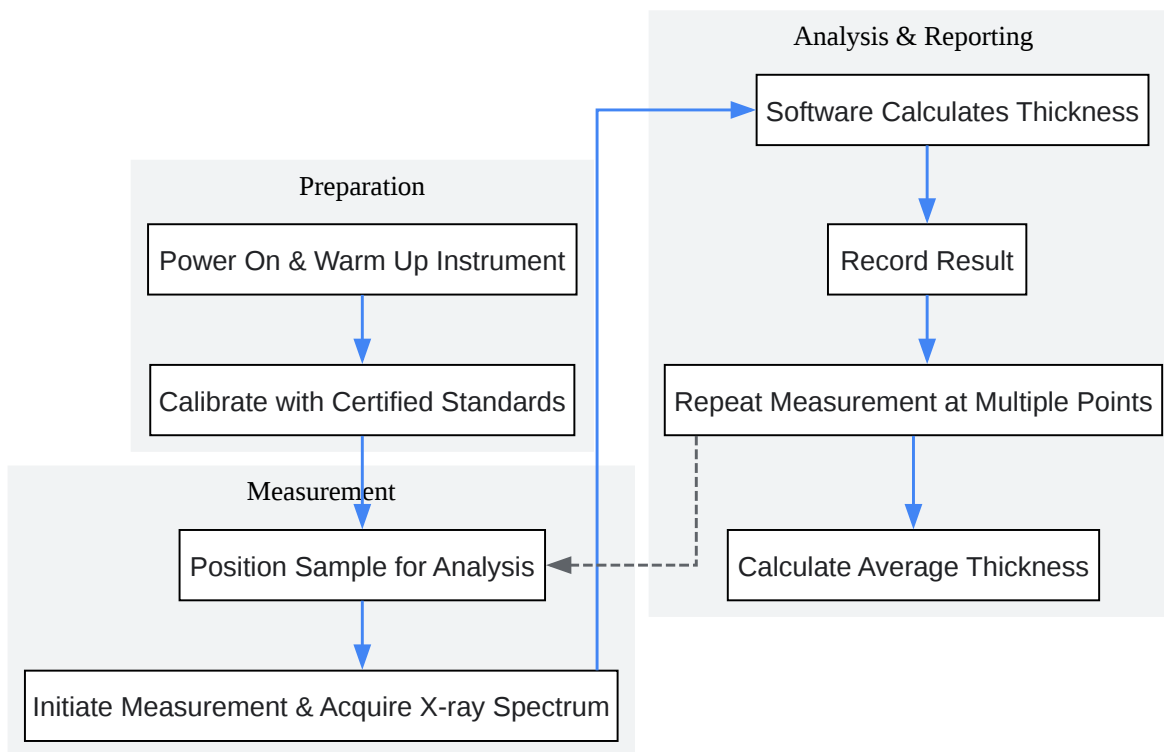 Preparation
Power On & Warm Up Instrument
Calibrate with Certified Standards
Measurement
Position Sample for Analysis
Initiate Measurement & Acquire X-ray Spectrum
Analysis & Reporting
Software Calculates Thickness
Record Result
Repeat Measurement at Multiple Points
Calculate Average Thickness